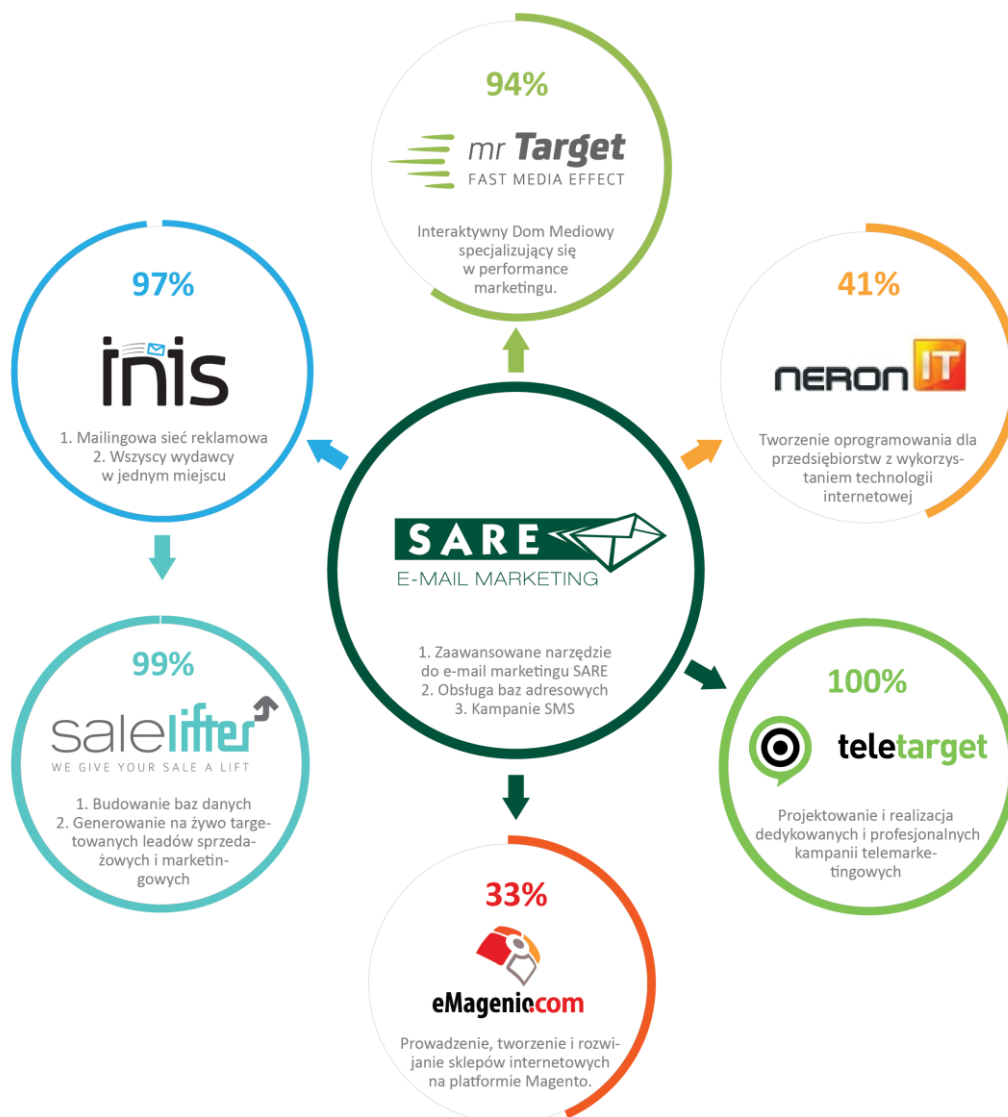 94%
mr Target
FAST MEDIA EFFECT
Interaktywny Dom Mediowy
specjalizujący się
w performance
marketingu.
97%
inis
1. Mailingowa sieć reklamowa
2. Wszyscy wydawcy
w jednym miejscu
41%
NERON IT
Tworzenie oprogramowania dla
przedsiębiorstw z wykorzys-
taniem technologii
internetowej
SARE
E-MAIL MARKETING
1. Zaawansowane narzędzie
do e-mail marketingu SARE
2. Obsługa baz adresowych
3. Kampanie SMS
99%
salelifter
WE GIVE YOUR SALE A LIFT
1. Budowanie baz danych
2. Generowanie na żywo targe-
towanych leadów sprzeda-
żowych i marketin-
gowych
100%
teletarget
Projektowanie i realizacja
dedykowanych i profesjonalnych
kampanii telemarke-
tingowych
33%
eMagenio.com
Prowadzenie, tworzenie i rozwi-
janie sklepów internetowych
na platformie Magento.